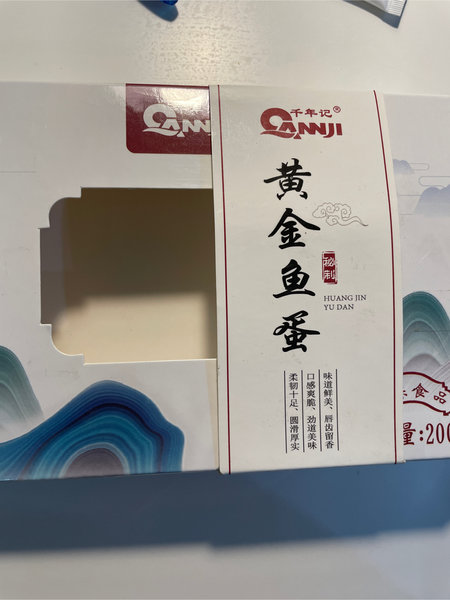 千年记®
QANNJI
QANN
黄金鱼蛋
秘制
HUANG JIN
YU DAN
味道鲜美、唇齿留香
口感爽脆、劲道美味
柔韧十足、圆滑厚实
食品
量:200